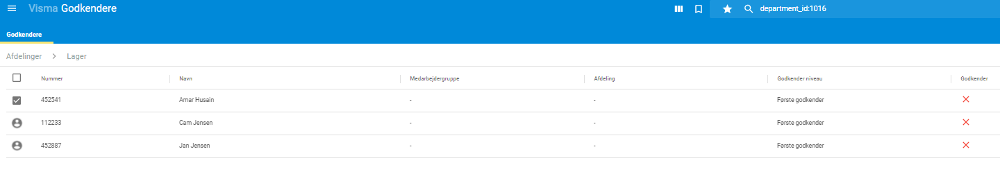 Visma Godkendere department_id:1016
Godkendere
Afdelinger Lager
Nummer Navn Medarbejdergruppe Afdeling Godkender niveau Godkender
452541 Amar Husain - - Første godkender
112233 Cam Jensen - - Første godkender
452887 Jan Jensen - - Første godkender